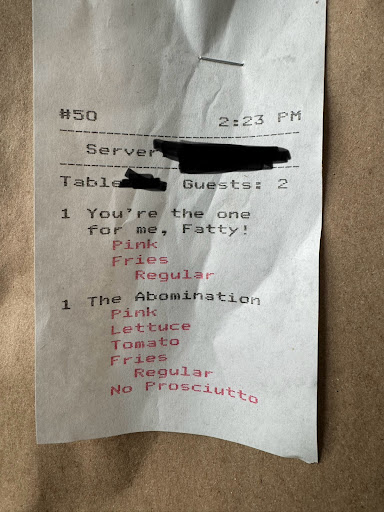 #50 2:23 PM
Server
Table Guests: 2
1 You're the one
for me, Fatty!
Pink
Fries
Regular
1 The Abomination
Pink
Lettuce
Tomato
Fries
Regular
No Prosciutto